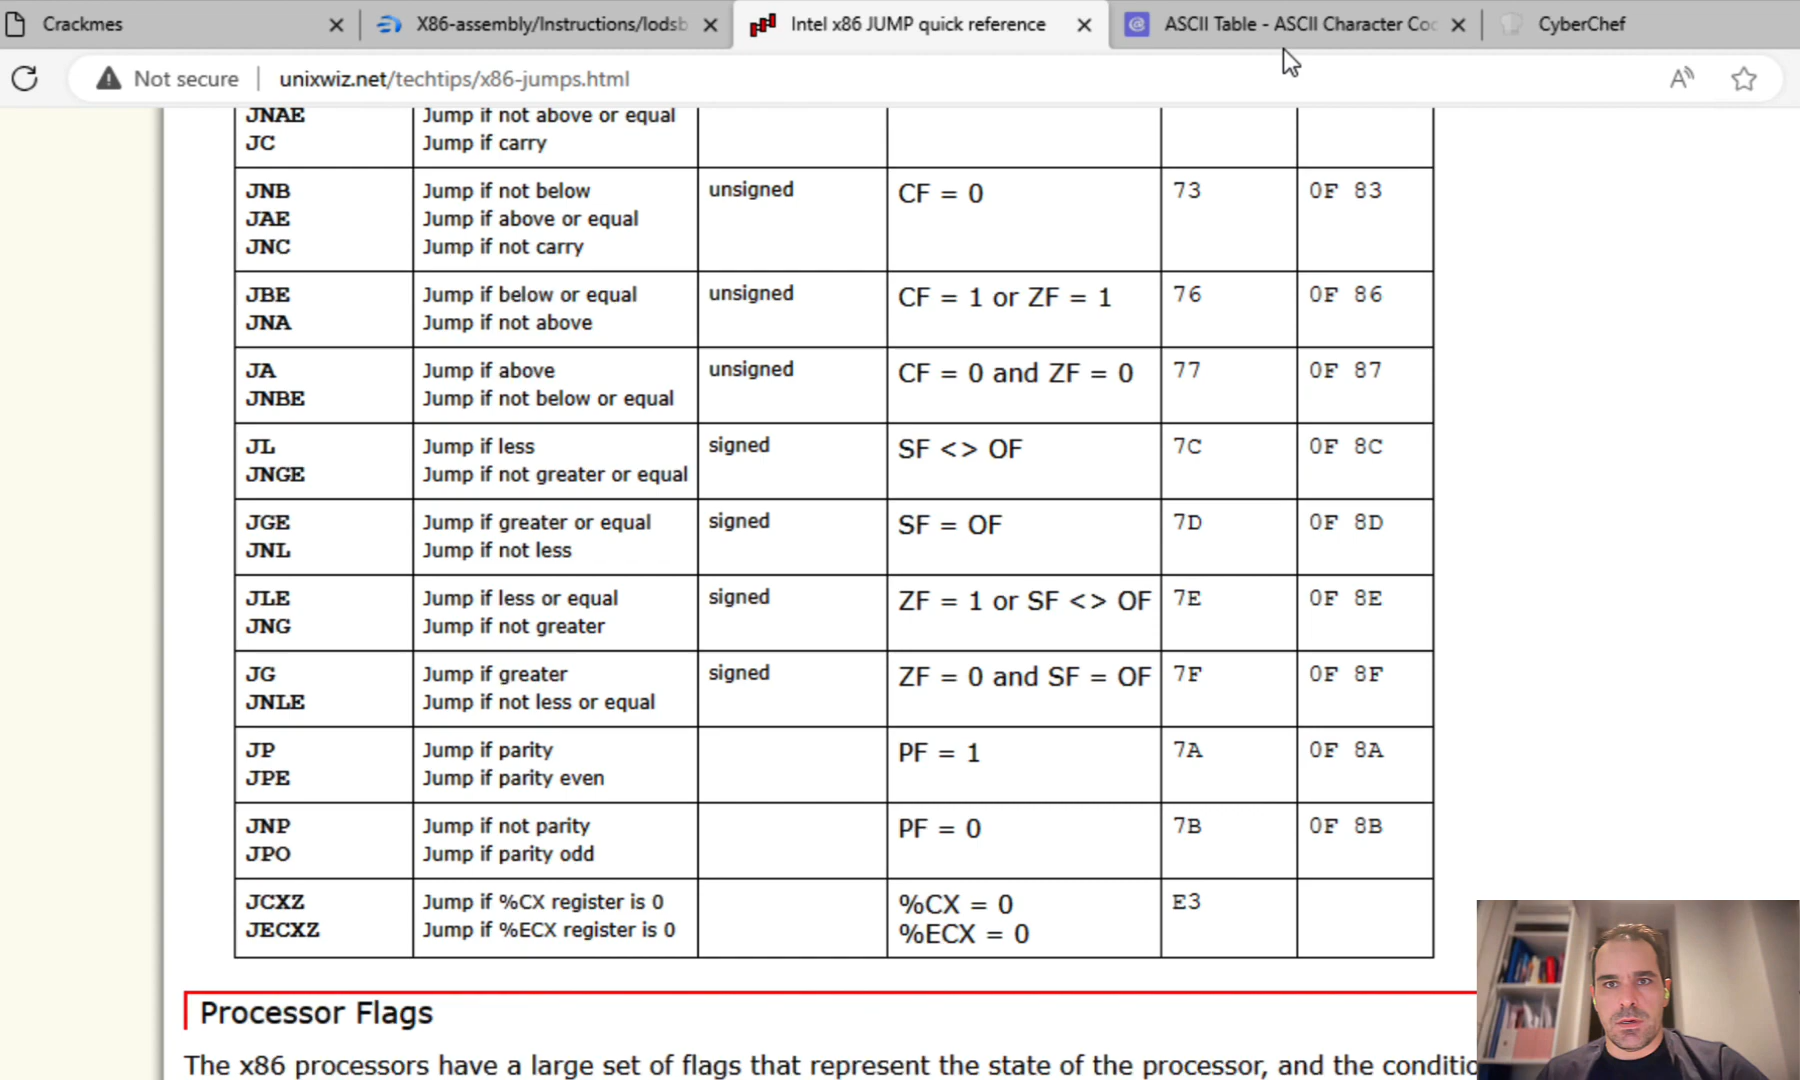 Crackmes
X86-assembly/Instructions/lodsb
Intel x86 JUMP quick reference
ASCII Table - ASCII Character Coc
CyberChef
Not secure
unixwiz.net/techtips/x86-jumps.html
JNAE Jump if not above or equal
JC Jump if carry
JNB Jump if not below unsigned CF = 0 73 0F 83
JAE Jump if above or equal
JNC Jump if not carry
JBE Jump if below or equal unsigned CF = 1 or ZF = 1 76 0F 86
JNA Jump if not above
JA Jump if above unsigned CF = 0 and ZF = 0 77 0F 87
JNBE Jump if not below or equal
JL Jump if less signed SF <> OF 7C 0F 8C
JNGE Jump if not greater or equal
JGE Jump if greater or equal signed SF = OF 7D 0F 8D
JNL Jump if not less
JLE Jump if less or equal signed ZF = 1 or SF <> OF 7E 0F 8E
JNG Jump if not greater
JG Jump if greater signed ZF = 0 and SF = OF 7F 0F 8F
JNLE Jump if not less or equal
JP Jump if parity PF = 1 7A 0F 8A
JPE Jump if parity even
JNP Jump if not parity PF = 0 7B 0F 8B
JPO Jump if parity odd
JCXZ Jump if %CX register is 0 %CX = 0 E3
JECXZ Jump if %ECX register is 0 %ECX = 0
Processor Flags
The x86 processors have a large set of flags that represent the state of the processor, and the conditio